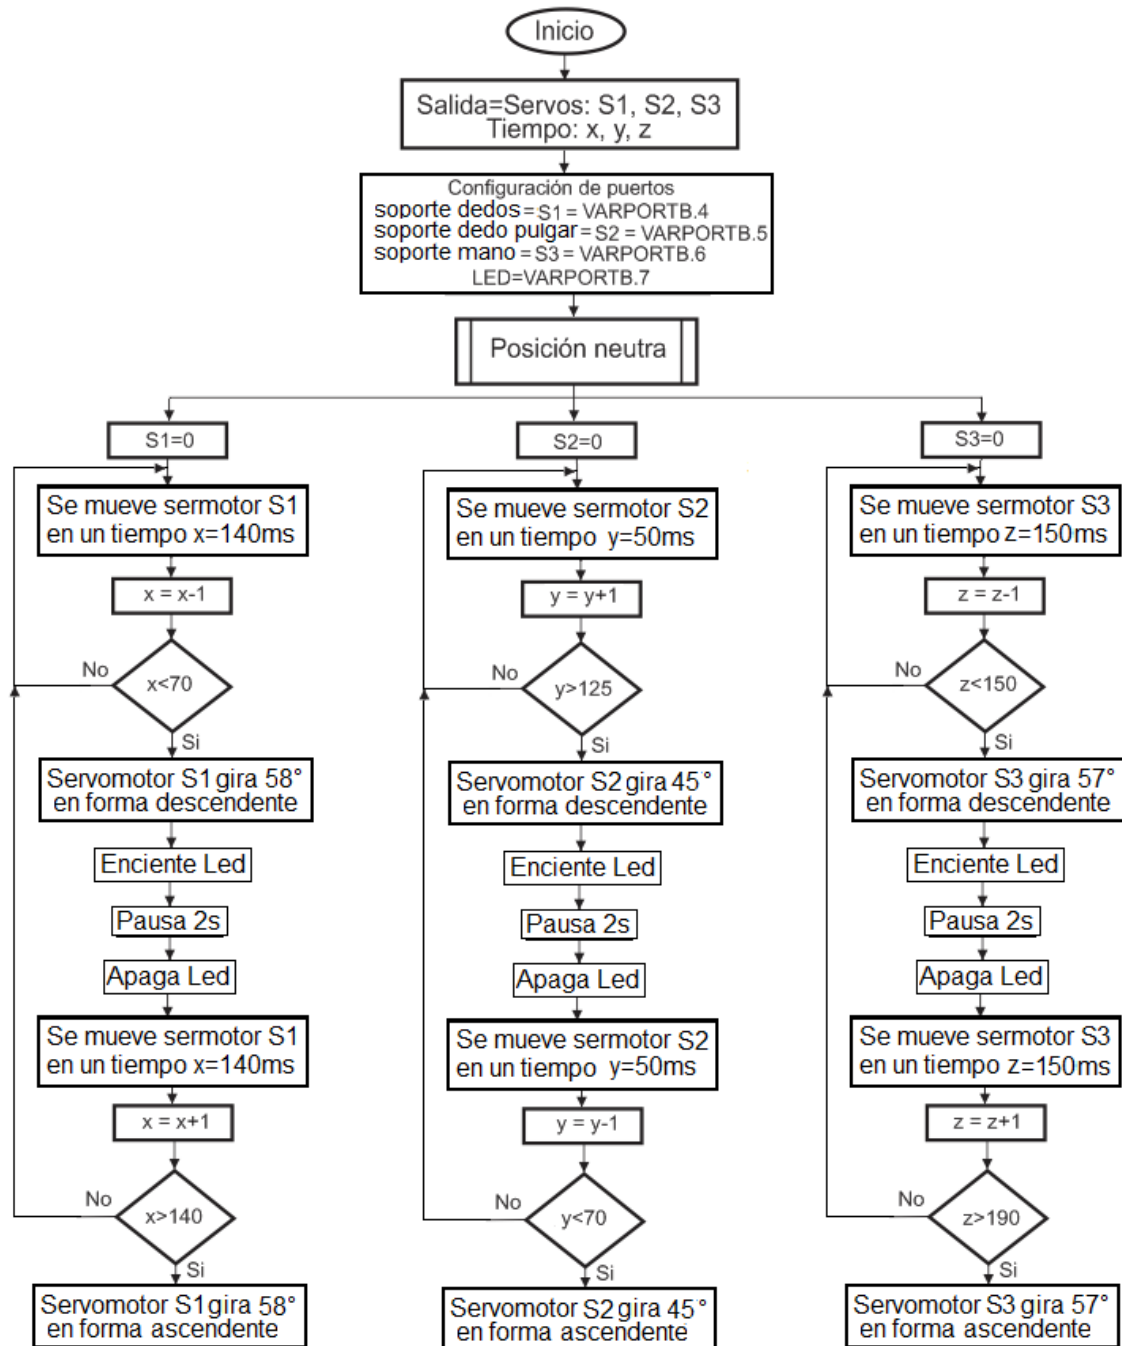 Inicio
Salida=Servos: S1, S2, S3
Tiempo: x, y, z
Configuración de puertos
soporte dedos=S1 = VARPORTB.4
soporte dedo pulgar=S2 = VARPORTB.5
soporte mano=S3 = VARPORTB.6
LED=VARPORTB.7
Posición neutra
S1=0
Se mueve sermotor S1
en un tiempo x=140ms
x = x-1
No
x<70
Si
Servomotor S1 gira 58°
en forma descendente
Enciente Led
Pausa 2s
Apaga Led
Se mueve sermotor S1
en un tiempo x=140ms
x = x+1
No
x>140
Si
Servomotor S1 gira 58°
en forma ascendente
S2=0
Se mueve sermotor S2
en un tiempo y=50ms
y = y+1
No
y>125
Si
Servomotor S2 gira 45°
en forma descendente
Enciente Led
Pausa 2s
Apaga Led
Se mueve sermotor S2
en un tiempo y=50ms
y = y-1
No
y<70
Si
Servomotor S2 gira 45°
en forma ascendente
S3=0
Se mueve sermotor S3
en un tiempo z=150ms
z = z-1
No
z<150
Si
Servomotor S3 gira 57°
en forma descendente
Enciente Led
Pausa 2s
Apaga Led
Se mueve sermotor S3
en un tiempo z=150ms
z = z+1
No
z>190
Si
Servomotor S3 gira 57°
en forma ascendente